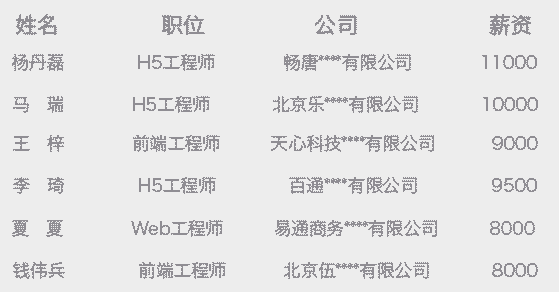 姓名 职位 公司 薪资
杨丹磊 H5工程师 畅唐****有限公司 11000
马 瑞 H5工程师 北京乐****有限公司 10000
王 梓 前端工程师 天心科技****有限公司 9000
李 琦 H5工程师 百通****有限公司 9500
夏 夏 Web工程师 易通商务****有限公司 8000
钱伟兵 前端工程师 北京伍****有限公司 8000